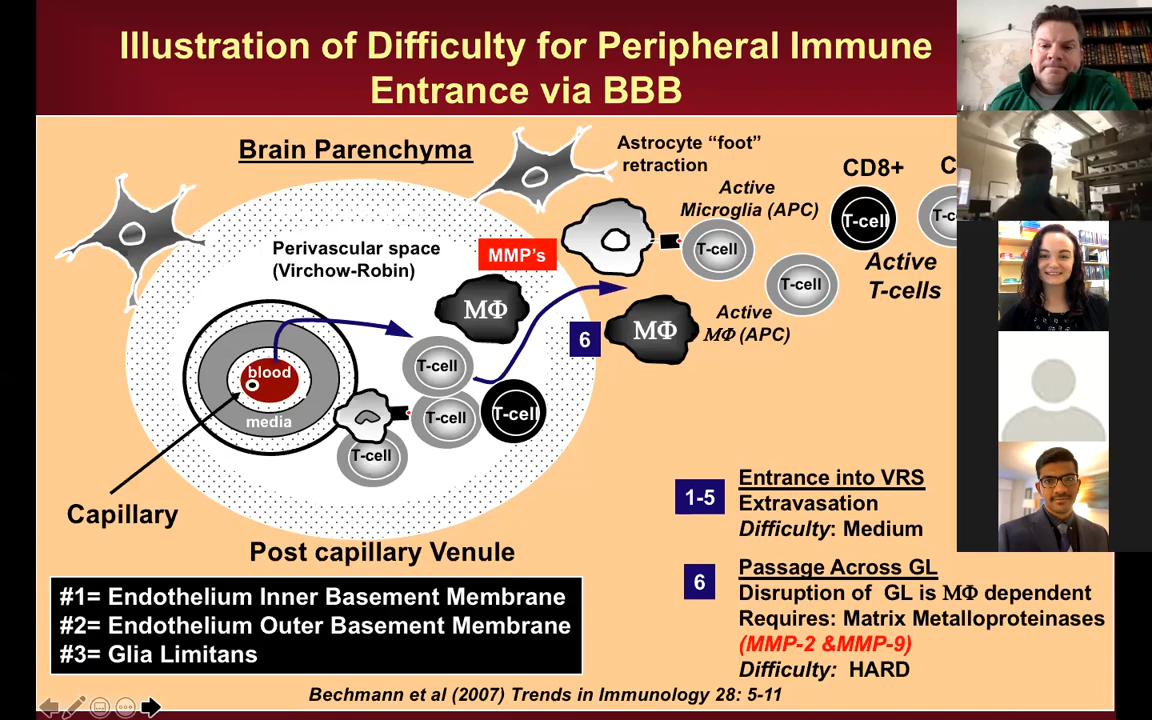 Illustration of Difficulty for Peripheral Immune
Entrance via BBB
Brain Parenchyma
Astrocyte “foot”
retraction
CD8+
Active
Microglia (APC)
T-cell
T-cell
Perivascular space
(Virchow-Robin)
MMP's
T-cell
Active
T-cells
MΦ
6
MΦ
Active
MΦ (APC)
blood
media
T-cell
T-cell
T-cell
T-cell
Capillary
Post capillary Venule
1-5
Entrance into VRS
Extravasation
Difficulty: Medium
6
Passage Across GL
Disruption of GL is MΦ dependent
Requires: Matrix Metalloproteinases
(MMP-2 &MMP-9)
Difficulty: HARD
#1= Endothelium Inner Basement Membrane
#2= Endothelium Outer Basement Membrane
#3= Glia Limitans
Bechmann et al (2007) Trends in Immunology 28: 5-11